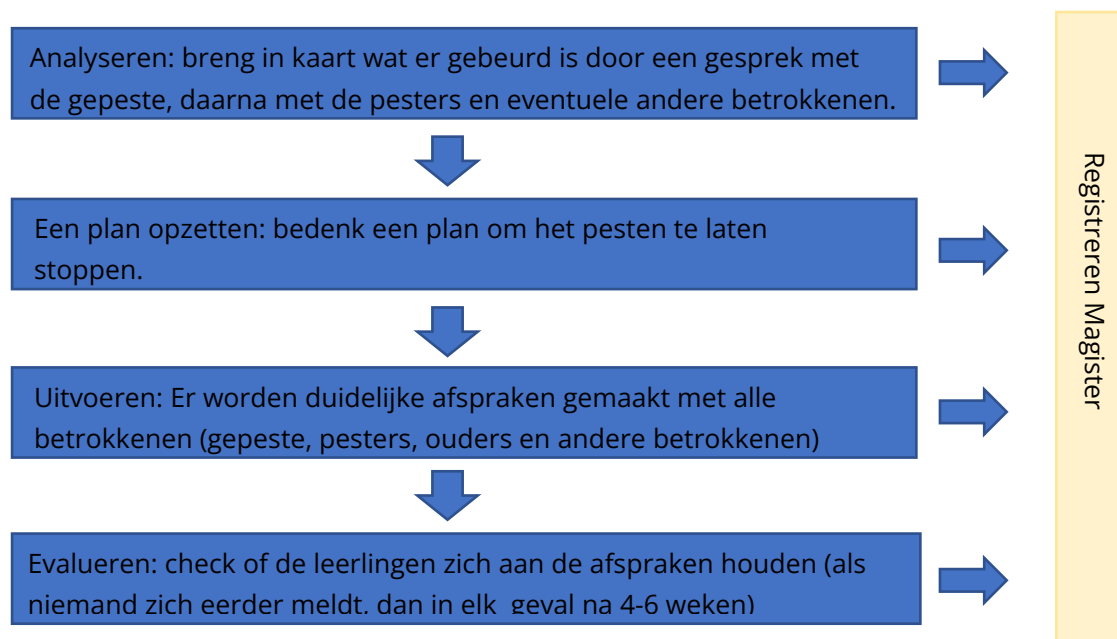 Analyseren: breng in kaart wat er gebeurd is door een gesprek met
de gepeste, daarna met de pesters en eventuele andere betrokkenen.
Een plan opzetten: bedenk een plan om het pesten te laten
stoppen.
Uitvoeren: Er worden duidelijke afspraken gemaakt met alle
betrokkenen (gepeste, pesters, ouders en andere betrokkenen)
Evalueren: check of de leerlingen zich aan de afspraken houden (als
niemand zich eerder meldt, dan in elk geval na 4-6 weken)
Registreren Magister